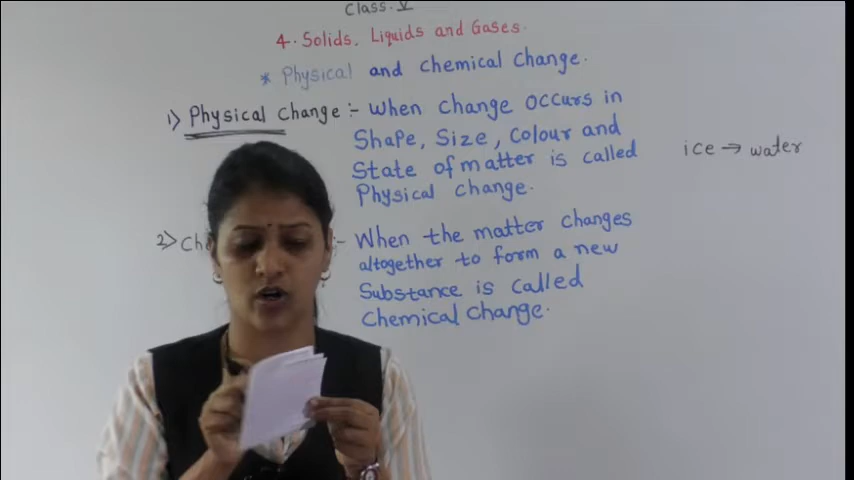 Class. V
4. Solids, Liquids and Gases.
* Physical and chemical Change.
1) Physical Change :- When change occurs in
Shape, Size, Colour and
State of matter is called
Physical change.
ice → water
2) Ch :- When the matter changes
altogether to form a new
Substance is called
Chemical Change.